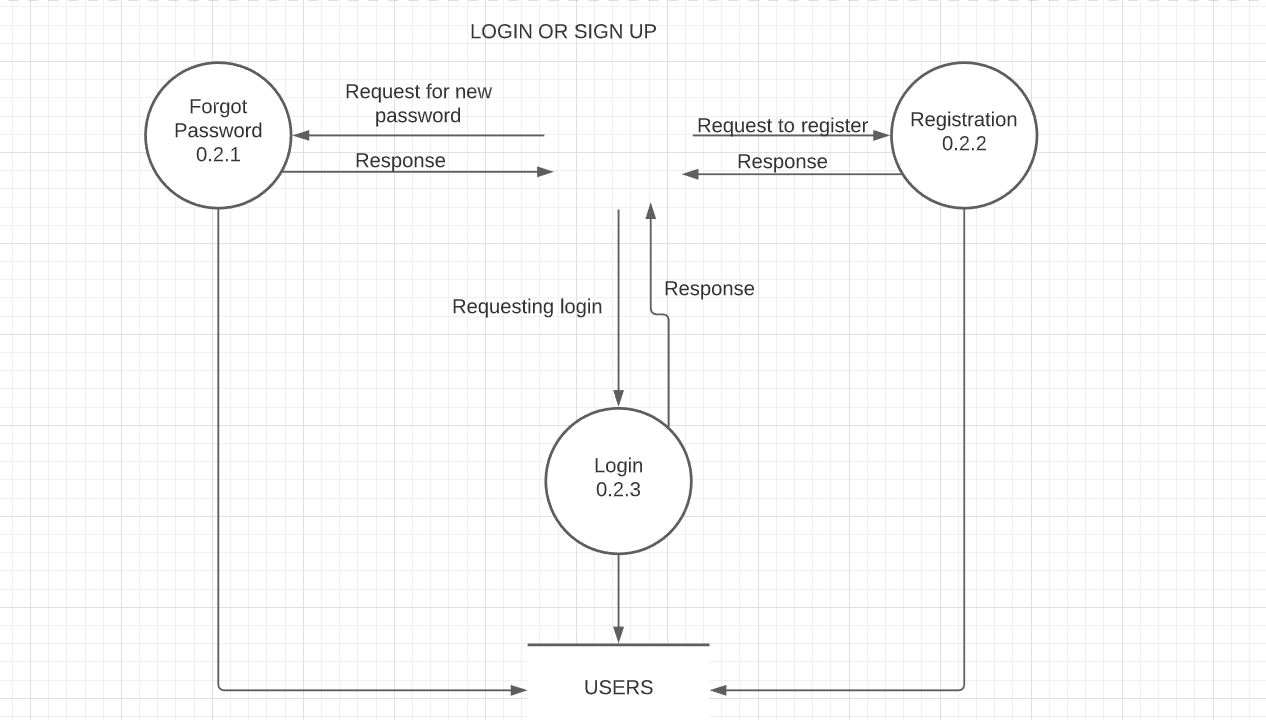 LOGIN OR SIGN UP
Forgot
Password
0.2.1
Request for new
password
Response
Request to register
Response
Registration
0.2.2
Requesting login
Response
Login
0.2.3
USERS